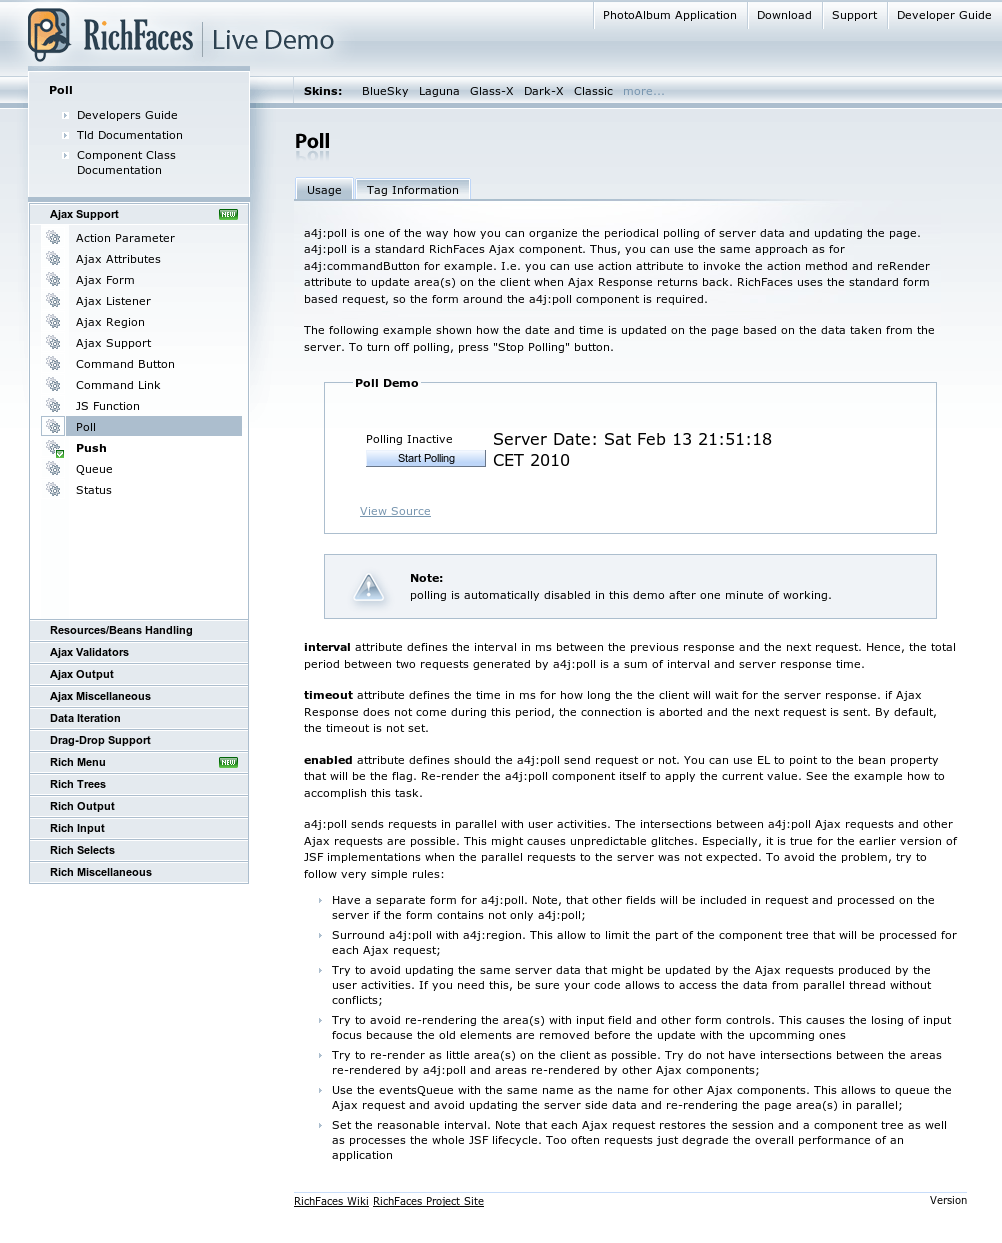 RichFaces Live Demo
PhotoAlbum Application Download Support Developer Guide
Skins: BlueSky Laguna Glass-X Dark-X Classic more...
Poll
Developers Guide
Tld Documentation
Component Class
Documentation
Ajax Support NEW
Action Parameter
Ajax Attributes
Ajax Form
Ajax Listener
Ajax Region
Ajax Support
Command Button
Command Link
JS Function
Poll
Push
Queue
Status
Resources/Beans Handling
Ajax Validators
Ajax Output
Ajax Miscellaneous
Data Iteration
Drag-Drop Support
Rich Menu NEW
Rich Trees
Rich Output
Rich Input
Rich Selects
Rich Miscellaneous
Poll
Usage Tag Information
a4j:poll is one of the way how you can organize the periodical polling of server data and updating the page.
a4j:poll is a standard RichFaces Ajax component. Thus, you can use the same approach as for
a4j:commandButton for example. I.e. you can use action attribute to invoke the action method and reRender
attribute to update area(s) on the client when Ajax Response returns back. RichFaces uses the standard form
based request, so the form around the a4j:poll component is required.
The following example shown how the date and time is updated on the page based on the data taken from the
server. To turn off polling, press "Stop Polling" button.
Poll Demo
Polling Inactive
Start Polling
Server Date: Sat Feb 13 21:51:18
CET 2010
View Source
Note:
polling is automatically disabled in this demo after one minute of working.
interval attribute defines the interval in ms between the previous response and the next request. Hence, the total
period between two requests generated by a4j:poll is a sum of interval and server response time.
timeout attribute defines the time in ms for how long the the client will wait for the server response. if Ajax
Response does not come during this period, the connection is aborted and the next request is sent. By default,
the timeout is not set.
enabled attribute defines should the a4j:poll send request or not. You can use EL to point to the bean property
that will be the flag. Re-render the a4j:poll component itself to apply the current value. See the example how to
accomplish this task.
a4j:poll sends requests in parallel with user activities. The intersections between a4j:poll Ajax requests and other
Ajax requests are possible. This might causes unpredictable glitches. Especially, it is true for the earlier version of
JSF implementations when the parallel requests to the server was not expected. To avoid the problem, try to
follow very simple rules:
Have a separate form for a4j:poll. Note, that other fields will be included in request and processed on the
server if the form contains not only a4j:poll;
Surround a4j:poll with a4j:region. This allow to limit the part of the component tree that will be processed for
each Ajax request;
Try to avoid updating the same server data that might be updated by the Ajax requests produced by the
user activities. If you need this, be sure your code allows to access the data from parallel thread without
conflicts;
Try to avoid re-rendering the area(s) with input field and other form controls. This causes the losing of input
focus because the old elements are removed before the update with the upcomming ones
Try to re-render as little area(s) on the client as possible. Try do not have intersections between the areas
re-rendered by a4j:poll and areas re-rendered by other Ajax components;
Use the eventsQueue with the same name as the name for other Ajax components. This allows to queue the
Ajax request and avoid updating the server side data and re-rendering the page area(s) in parallel;
Set the reasonable interval. Note that each Ajax request restores the session and a component tree as well
as processes the whole JSF lifecycle. Too often requests just degrade the overall performance of an
application
RichFaces Wiki RichFaces Project Site Version